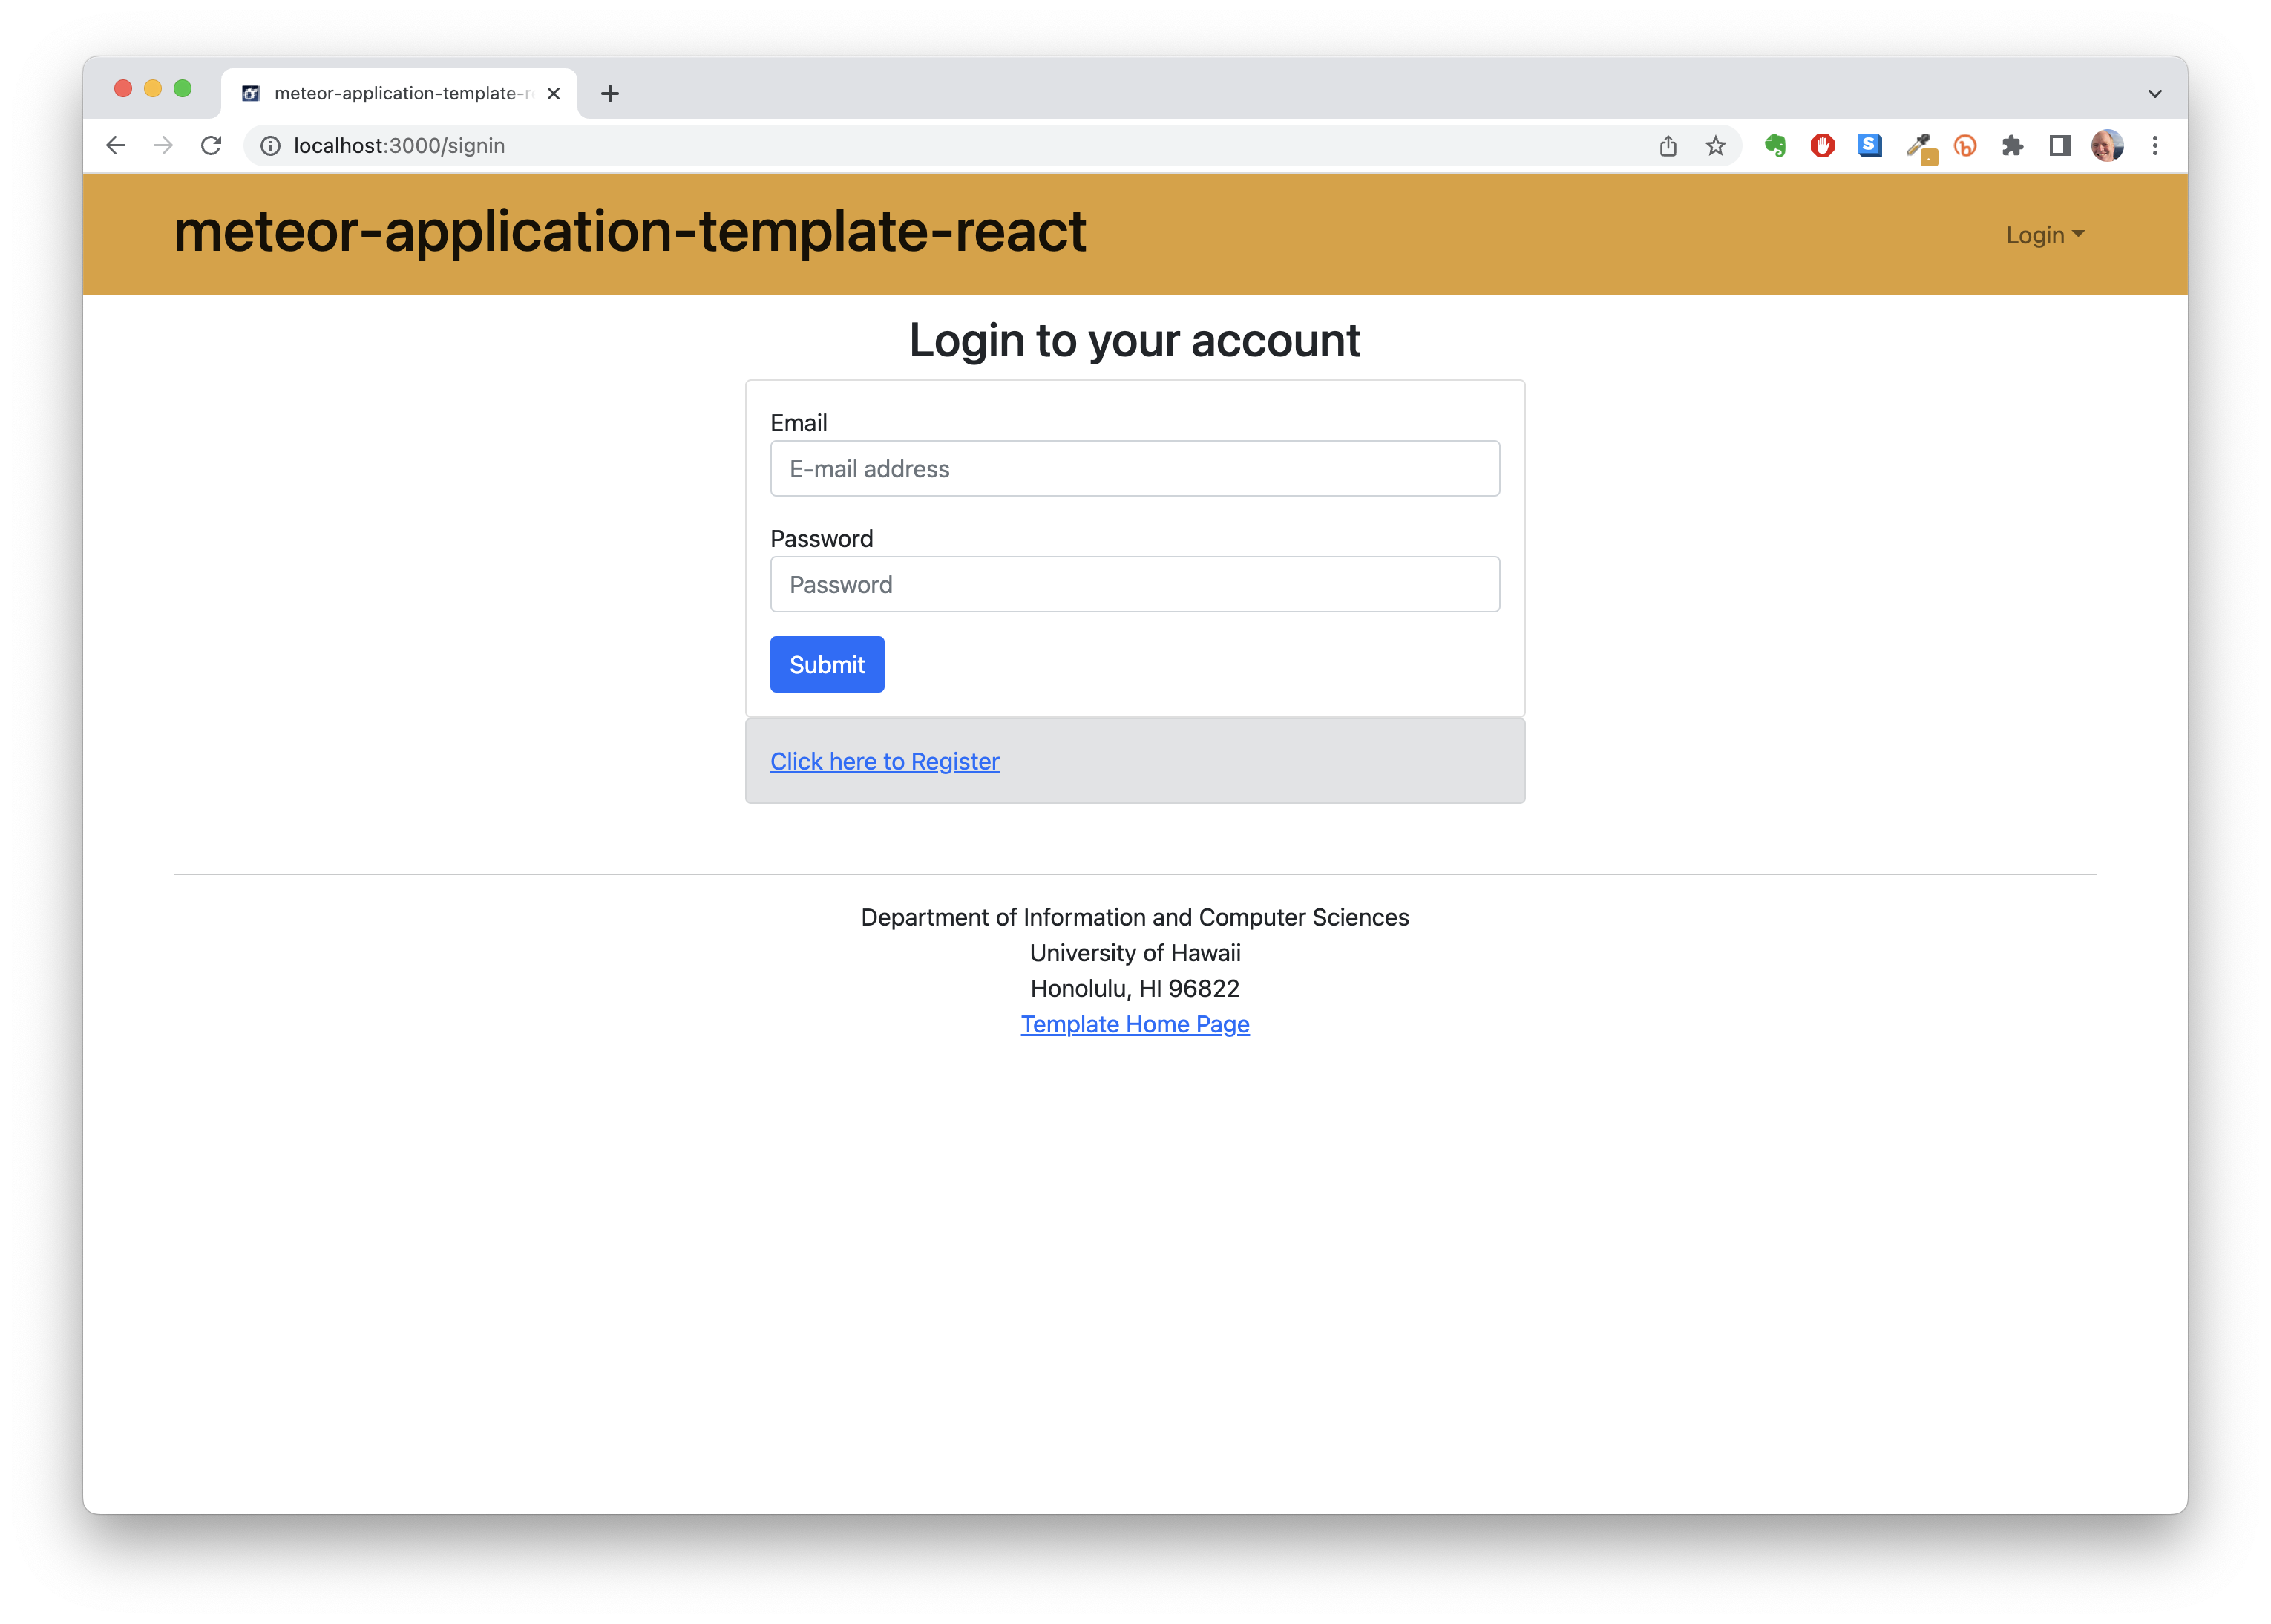 meteor-application-template-r
localhost:3000/signin
meteor-application-template-react
Login
Login to your account
Email
E-mail address
Password
Password
Submit
Click here to Register
Department of Information and Computer Sciences
University of Hawaii
Honolulu, HI 96822
Template Home Page